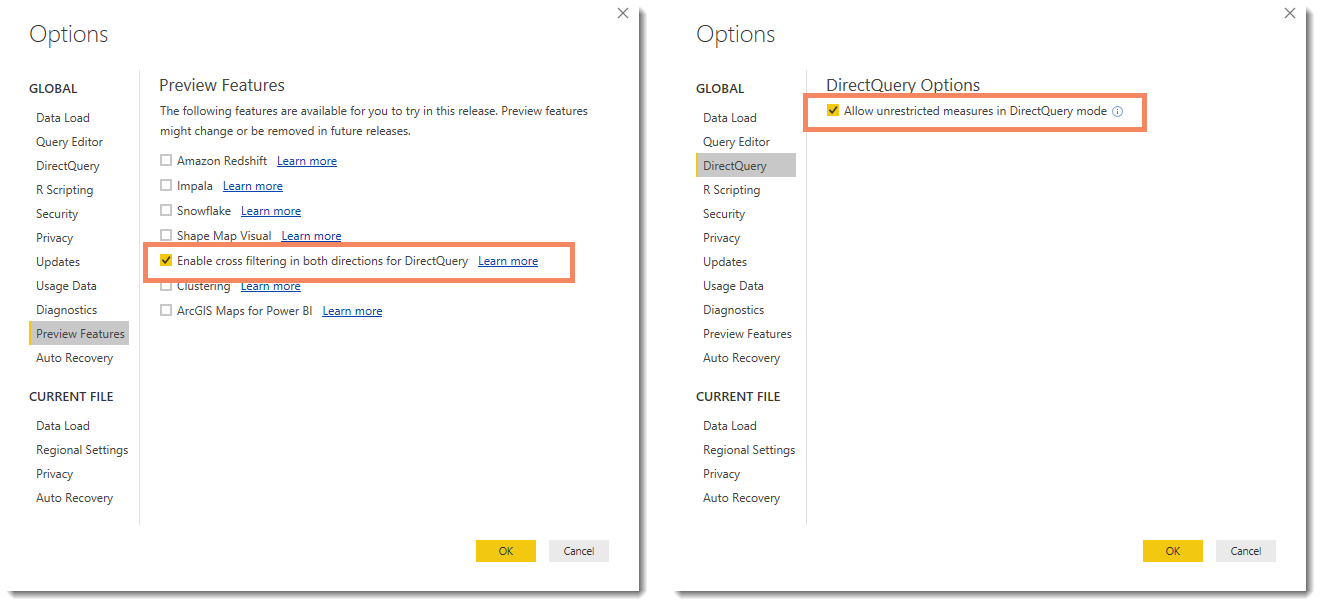 Options
GLOBAL
Data Load
Query Editor
DirectQuery
R Scripting
Security
Privacy
Updates
Usage Data
Diagnostics
Preview Features
Auto Recovery
CURRENT FILE
Data Load
Regional Settings
Privacy
Auto Recovery
Preview Features
The following features are available for you to try in this release. Preview features
might change or be removed in future releases.
Amazon Redshift Learn more
Impala Learn more
Snowflake Learn more
Shape Map Visual Learn more
Enable cross filtering in both directions for DirectQuery Learn more
Clustering Learn more
ArcGIS Maps for Power BI Learn more
OK Cancel
Options
GLOBAL
Data Load
Query Editor
DirectQuery
R Scripting
Security
Privacy
Updates
Usage Data
Diagnostics
Preview Features
Auto Recovery
CURRENT FILE
Data Load
Regional Settings
Privacy
Auto Recovery
DirectQuery Options
Allow unrestricted measures in DirectQuery mode
OK Cancel